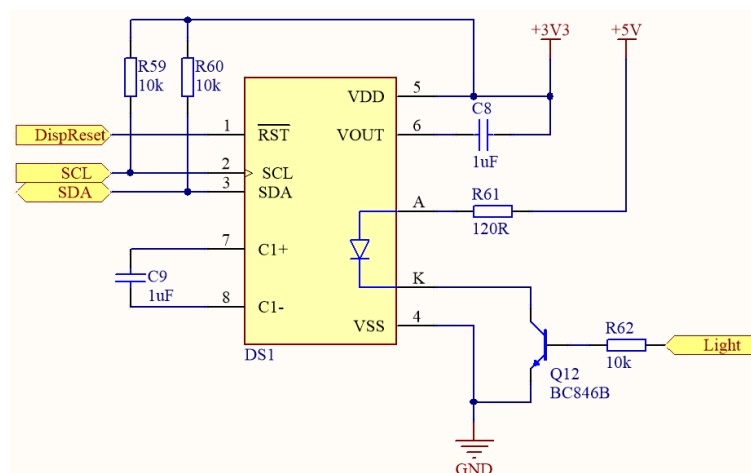 +3V3
+5V
R59
10k
R60
10k
VDD
5
C8
1uF
DispReset
1
RST
VOUT
6
SCL
2
SCL
SDA
3
SDA
A
R61
120R
7
C1+
C9
1uF
K
8
C1-
VSS
4
R62
10k
Light
DS1
Q12
BC846B
GND